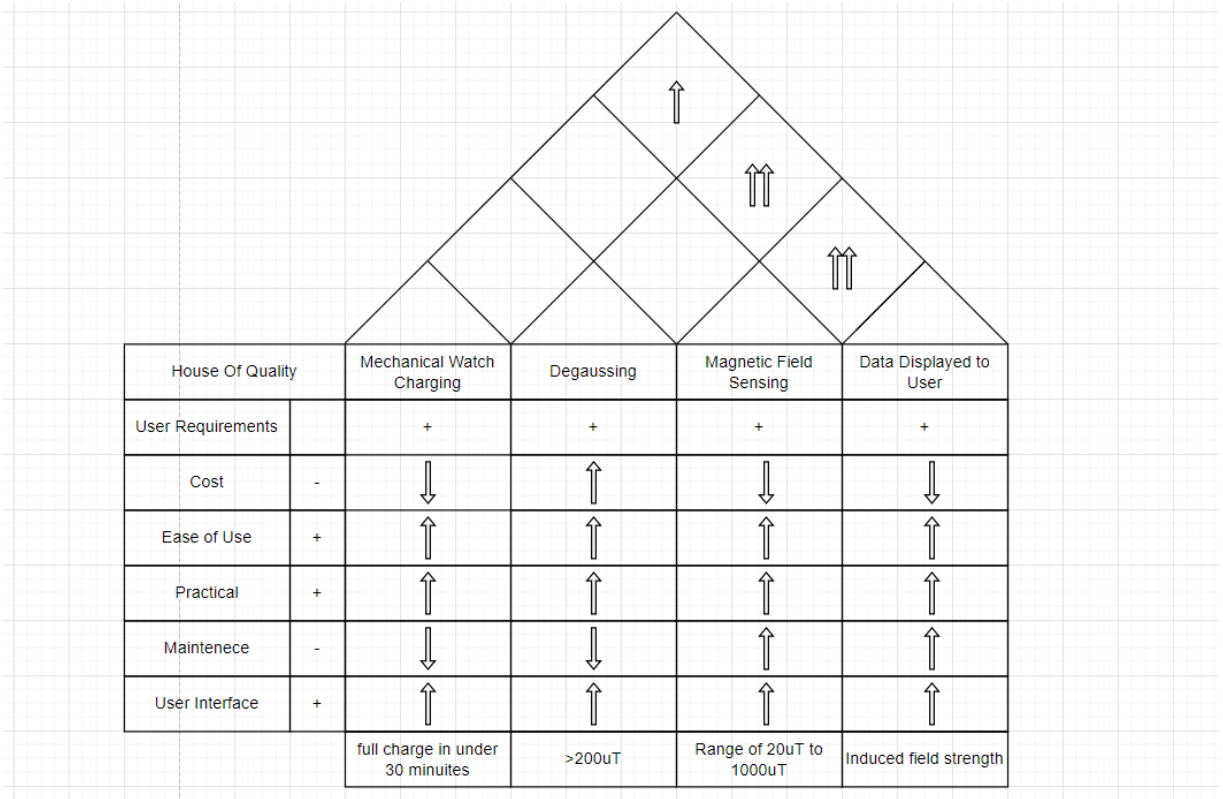 House Of Quality
Mechanical Watch
Charging
Degaussing
Magnetic Field
Sensing
Data Displayed to
User
User Requirements
+
+
+
+
Cost
-
Ease of Use
+
Practical
+
Maintenece
-
User Interface
+
full charge in under
30 minuites
>200uT
Range of 20uT to
1000uT
Induced field strength